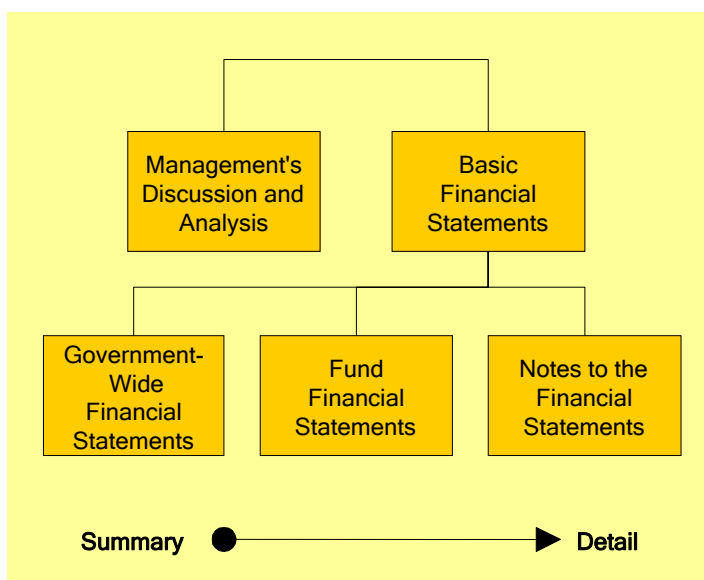 Management's
Discussion and
Analysis
Basic
Financial
Statements
Government-
Wide
Financial
Statements
Fund
Financial
Statements
Notes to the
Financial
Statements
Summary
Detail